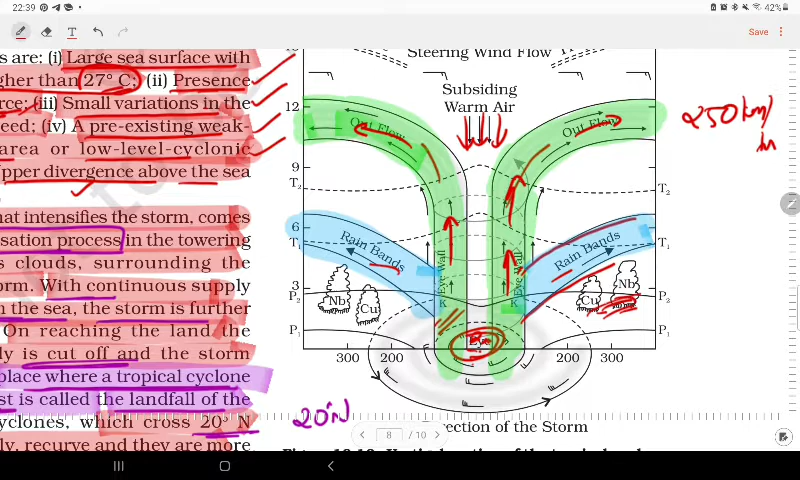 22:39
42%
T
Save
s are: (i) Large sea surface with
gher than 27° C; (ii) Presence
rce; (iii) Small variations in the
eed; (iv) A pre-existing weak-
area or low-level-cyclonic
pper divergence above the sea
hat intensifies the storm, comes
sation process in the towering
s clouds, surrounding the
orm. With continuous supply
the sea, the storm is further
On reaching the land the
ly is cut off and the storm
place where a tropical cyclone
st is called the landfall of the
yclones, which cross 20° N
ly, recurve and they are more
Steering Wind Flow
Subsiding
Warm Air
12
9
6
3
T2
T1
P2
P1
Out Flow
Out Flow
Rain Bands
Rain Bands
Eye Wall
Eye Wall
K
K
Nb
Cu
Cu
Nb
Eye
T2
T1
P2
P1
300 200
200 300
250 km/
hr
20°N
8 / 10
ection of the Storm